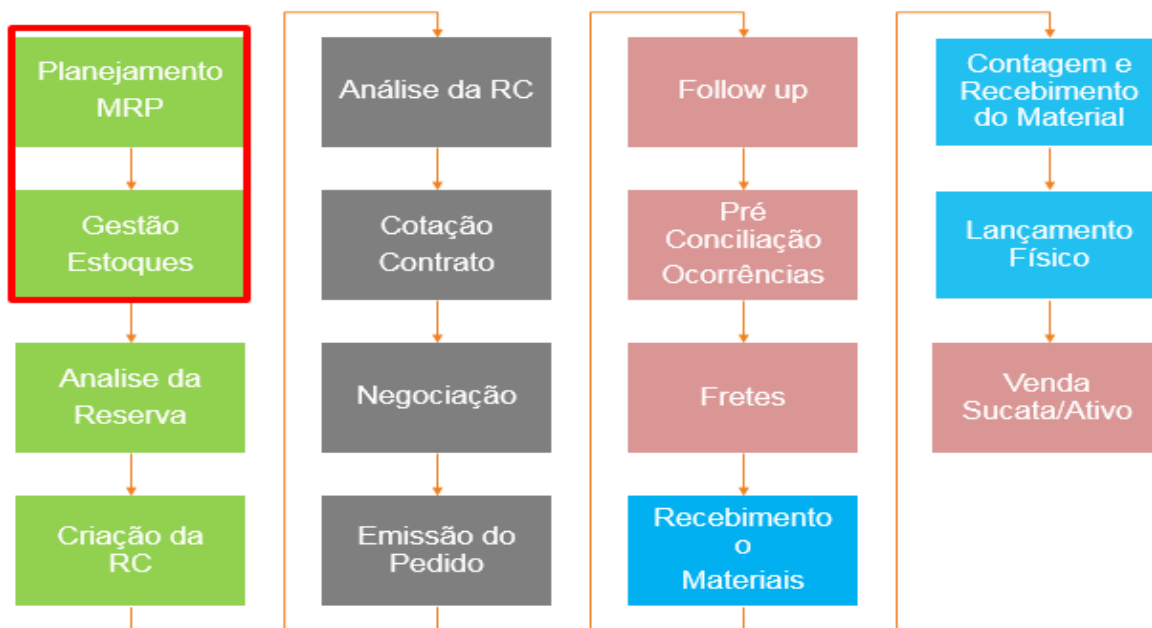 Planejamento
MRP
Gestão
Estoques
Analise da
Reserva
Criação da
RC
Análise da RC
Cotação
Contrato
Negociação
Emissão do
Pedido
Follow up
Pré
Conciliação
Ocorrências
Fretes
Recebimento
o
Materiais
Contagem e
Recebimento
do Material
Lançamento
Físico
Venda
Sucata/Ativo